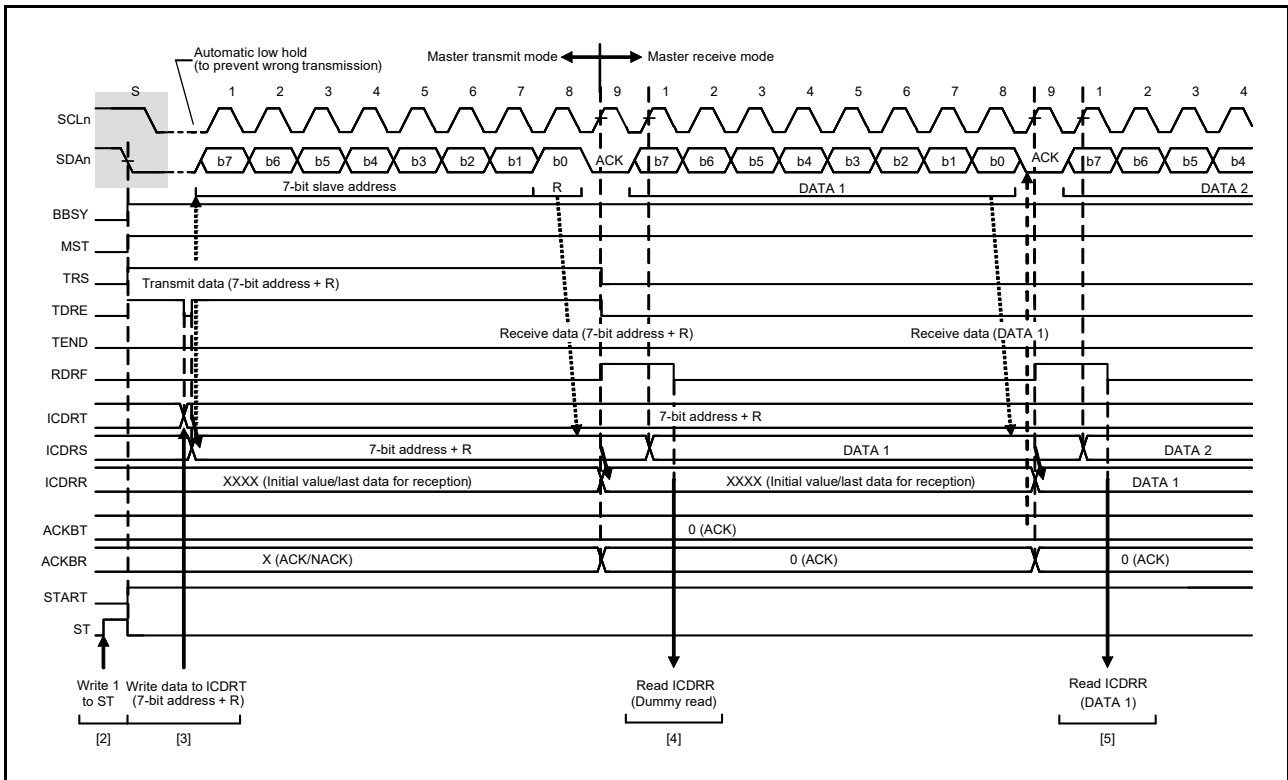 Automatic low hold
(to prevent wrong transmission)
Master transmit mode
Master receive mode
S 1 2 3 4 5 6 7 8 9 1 2 3 4 5 6 7 8 9 1 2 3 4
SCLn
SDAn b7 b6 b5 b4 b3 b2 b1 b0 ACK b7 b6 b5 b4 b3 b2 b1 b0 ACK b7 b6 b5 b4
7-bit slave address R DATA 1 DATA 2
BBSY
MST
TRS
Transmit data (7-bit address + R)
TDRE
Receive data (7-bit address + R) Receive data (DATA 1)
TEND
RDRF
ICDRT 7-bit address + R
ICDRS 7-bit address + R DATA 1 DATA 2
ICDRR XXXX (Initial value/last data for reception) XXXX (Initial value/last data for reception) DATA 1
ACKBT 0 (ACK)
ACKBR X (ACK/NACK) 0 (ACK) 0 (ACK)
START
ST
Write 1
to ST
Write data to ICDRT
(7-bit address + R)
Read ICDRR
(Dummy read)
Read ICDRR
(DATA 1)
[2] [3] [4] [5]